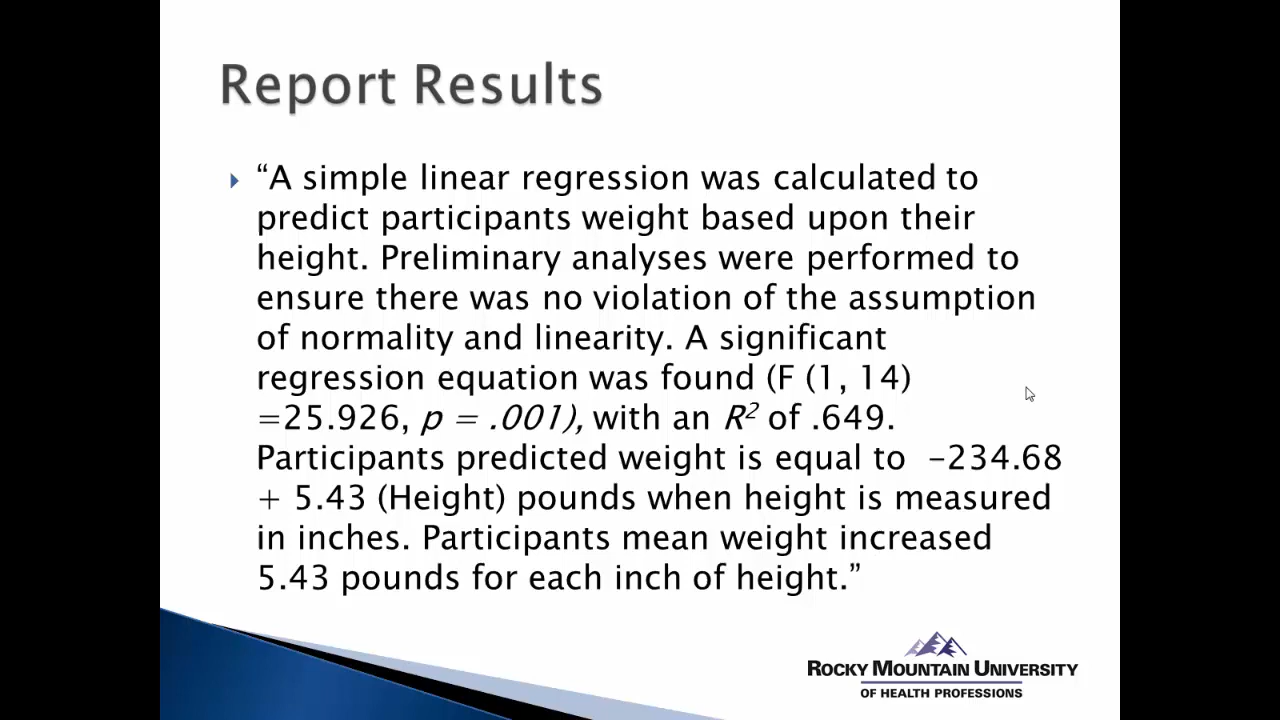 Report Results
“A simple linear regression was calculated to
predict participants weight based upon their
height. Preliminary analyses were performed to
ensure there was no violation of the assumption
of normality and linearity. A significant
regression equation was found (F (1, 14)
=25.926, p = .001), with an R² of .649.
Participants predicted weight is equal to -234.68
+ 5.43 (Height) pounds when height is measured
in inches. Participants mean weight increased
5.43 pounds for each inch of height.”
ROCKY MOUNTAIN UNIVERSITY
OF HEALTH PROFESSIONS